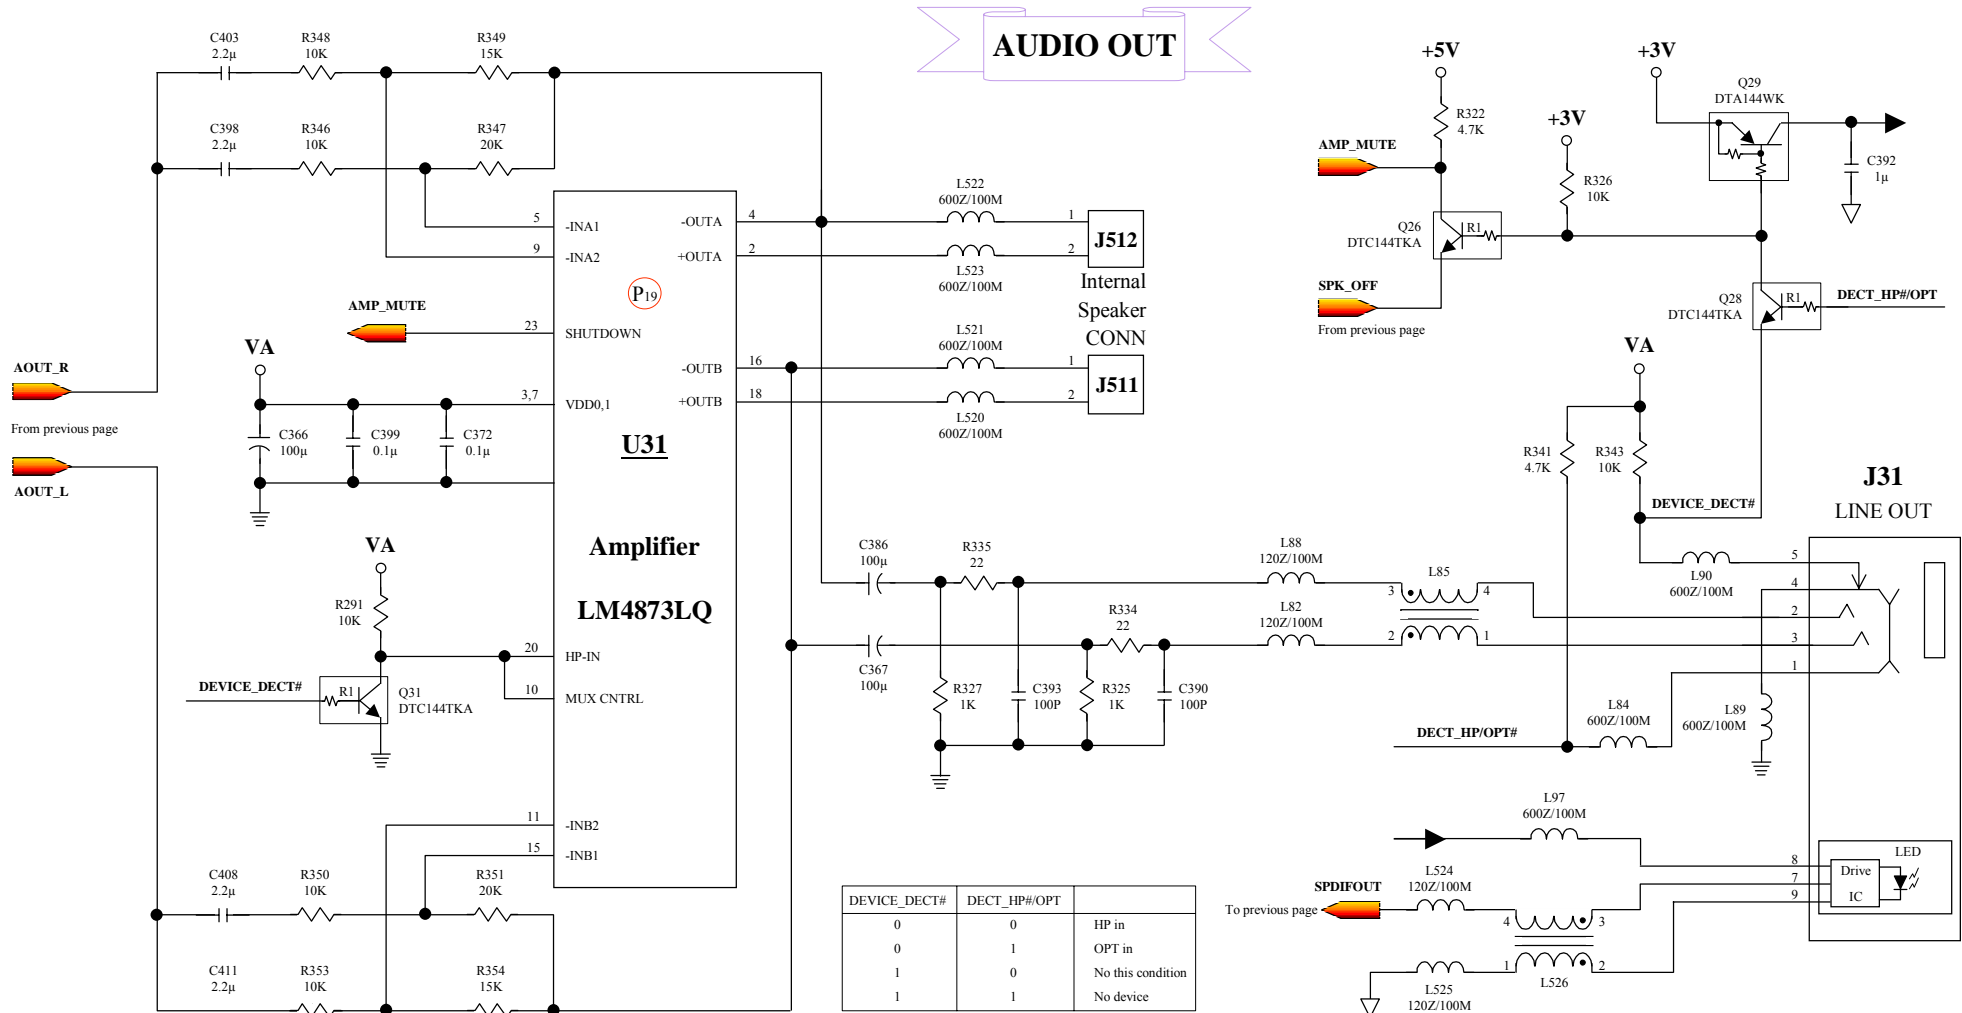 AUDIO OUT
C403
2.2µ
R348
10K
R349
15K
C398
2.2µ
R346
10K
R347
20K
5
-INA1
9
-INA2
-OUTA
4
+OUTA
2
P19
AMP_MUTE
23
SHUTDOWN
-OUTB
16
+OUTB
18
VA
3,7
VDD0,1
C366
100µ
C399
0.1µ
C372
0.1µ
AOUT_R
From previous page
AOUT_L
U31
Amplifier
LM4873LQ
VA
R291
10K
20
HP-IN
10
MUX CNTRL
DEVICE_DECT#
R1
Q31
DTC144TKA
11
-INB2
15
-INB1
C408
2.2µ
R350
10K
R351
20K
C411
2.2µ
R353
10K
R354
15K
L522
600Z/100M
1
2
J512
L523
600Z/100M
Internal
Speaker
CONN
L521
600Z/100M
1
2
J511
L520
600Z/100M
+5V
R322
4.7K
AMP_MUTE
+3V
R326
10K
+3V
Q29
DTA144WK
C392
1µ
Q26
DTC144TKA
R1
SPK_OFF
From previous page
Q28
DTC144TKA
R1
DECT_HP#/OPT
VA
R341
4.7K
R343
10K
DEVICE_DECT#
J31
LINE OUT
L90
600Z/100M
5
4
2
3
1
C386
100µ
R335
22
L88
120Z/100M
L85
3
4
2
1
R334
22
L82
120Z/100M
C367
100µ
R327
1K
C393
100P
R325
1K
C390
100P
L84
600Z/100M
L89
600Z/100M
DECT_HP/OPT#
L97
600Z/100M
8
7
9
Drive
IC
LED
SPDIFOUT
To previous page
L524
120Z/100M
4
3
1
2
L526
L525
120Z/100M
DEVICE_DECT# DECT_HP#/OPT
0 0 HP in
0 1 OPT in
1 0 No this condition
1 1 No device